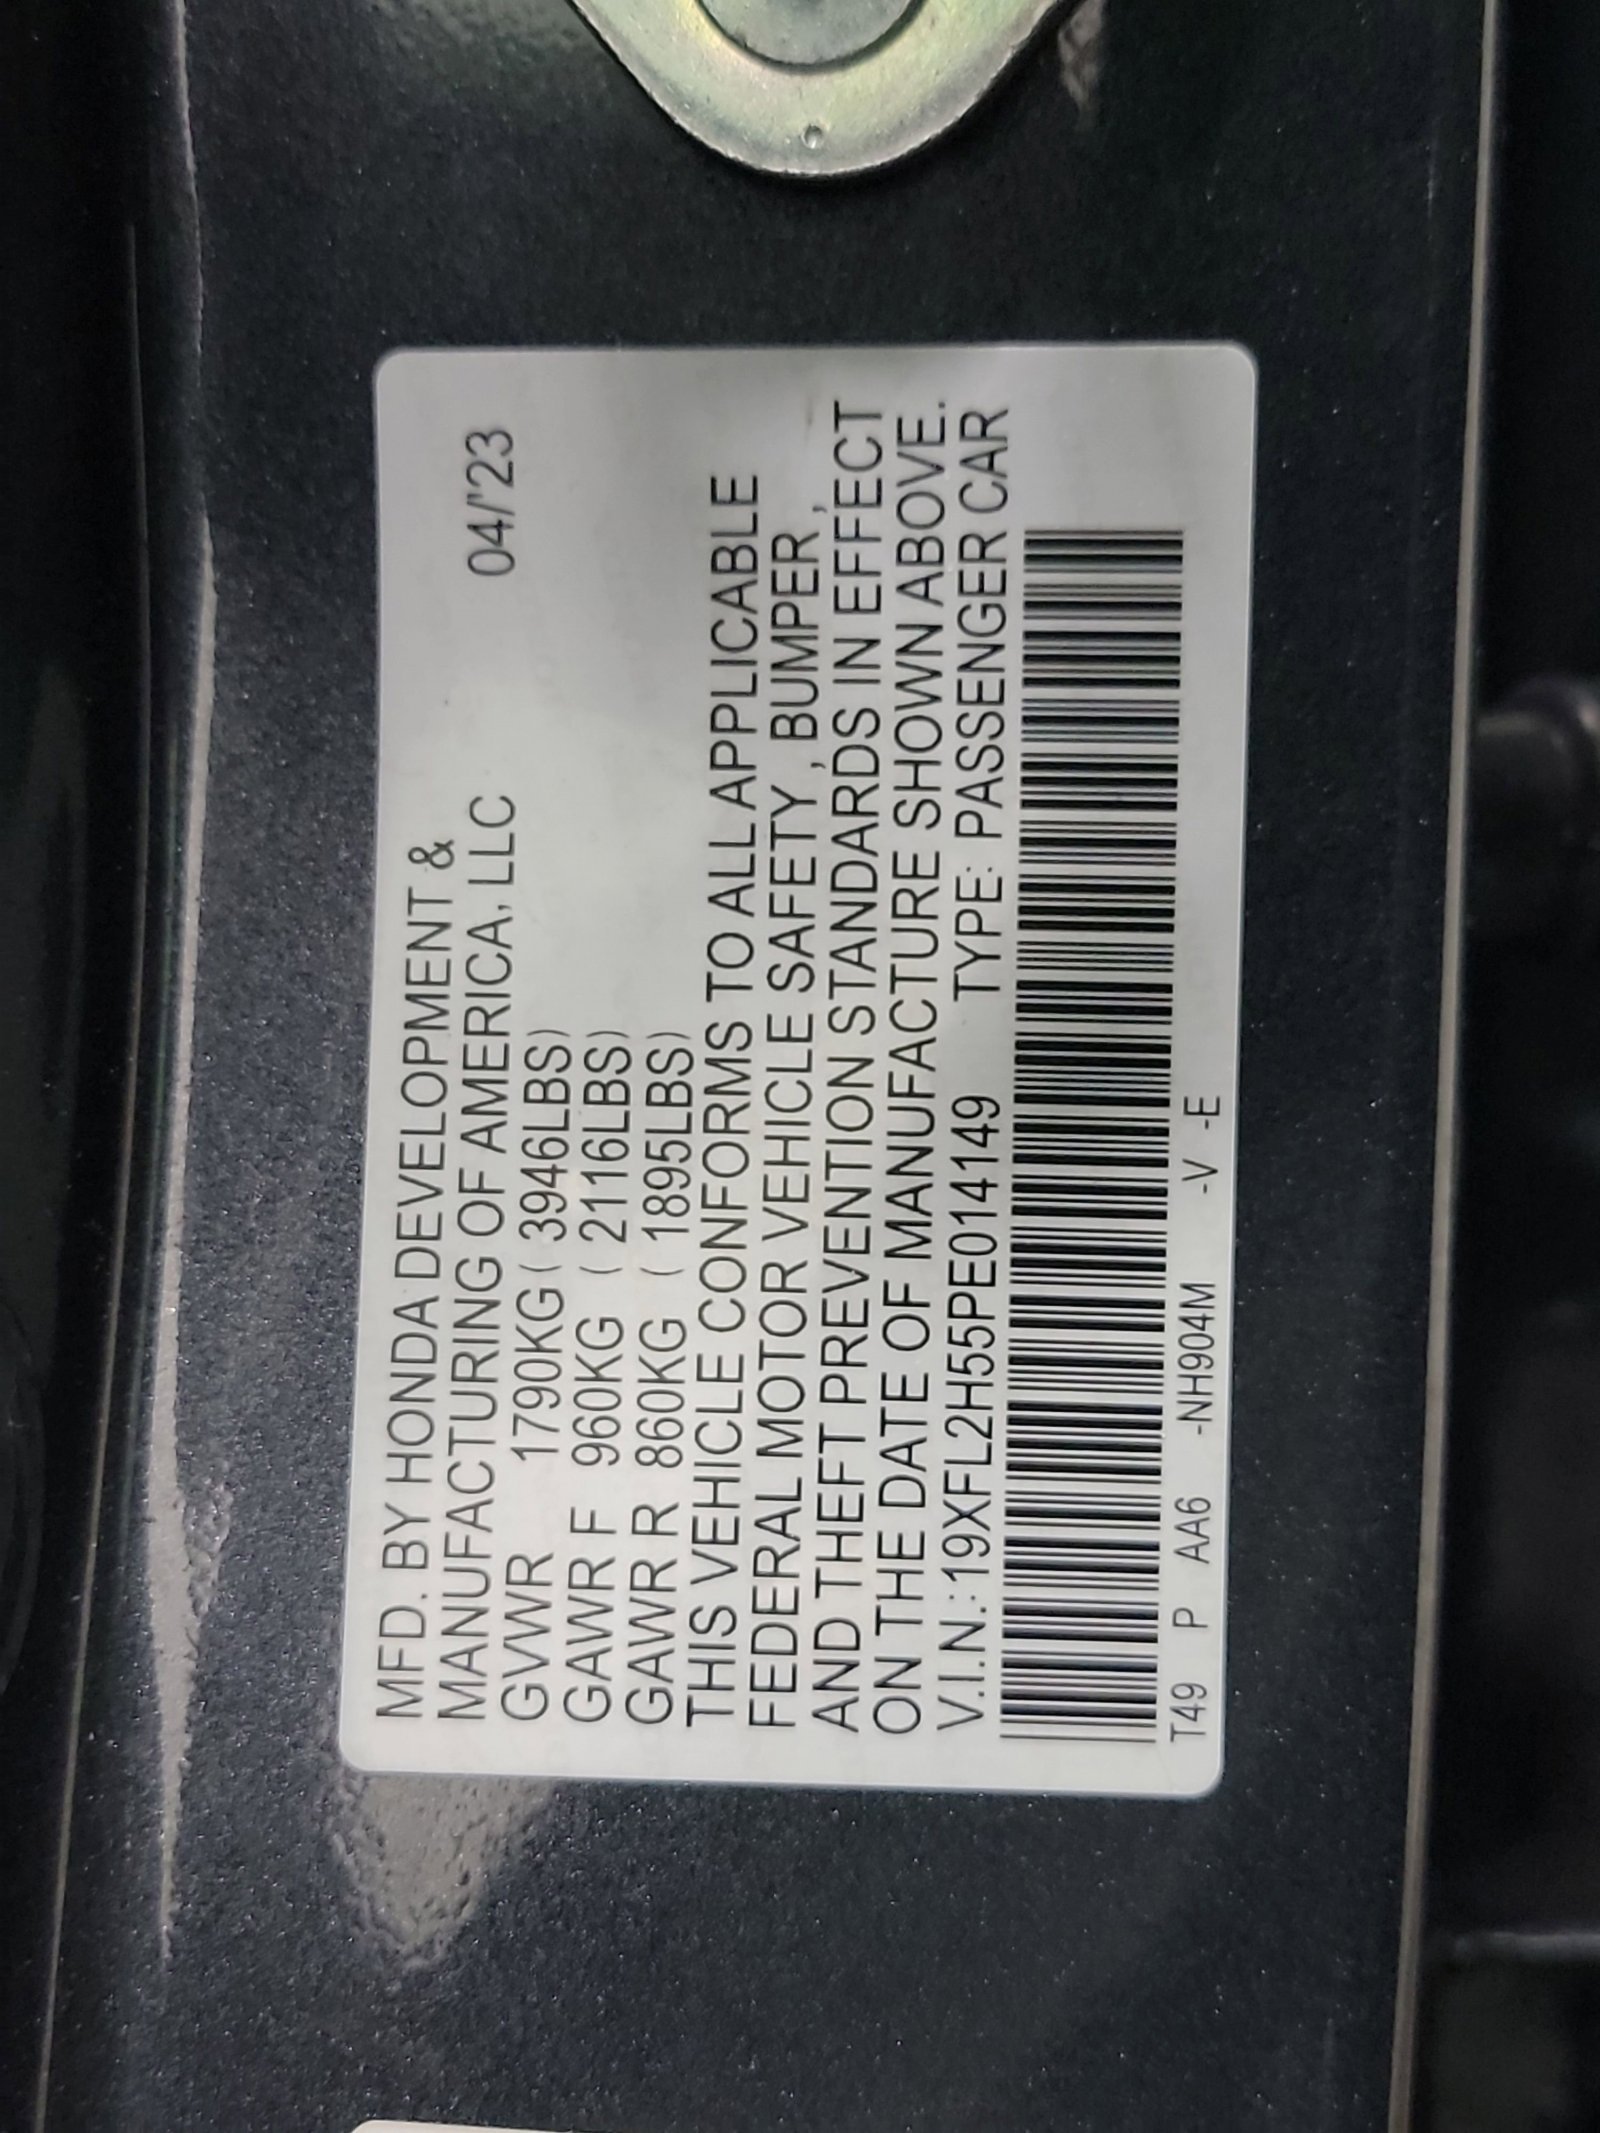 MFD. BY HONDA DEVELOPMENT &
MANUFACTURING OF AMERICA, LLC 04/'23
GVWR 1790KG ( 3946LBS)
GAWR F 960KG ( 2116LBS)
GAWR R 860KG ( 1895LBS)
THIS VEHICLE CONFORMS TO ALL APPLICABLE
FEDERAL MOTOR VEHICLE SAFETY , BUMPER ,
AND THEFT PREVENTION STANDARDS IN EFFECT
ON THE DATE OF MANUFACTURE SHOWN ABOVE.
V.I.N.: 19XFL2H55PE014149 TYPE: PASSENGER CAR
T49 P AA6 -NH904M -V -E